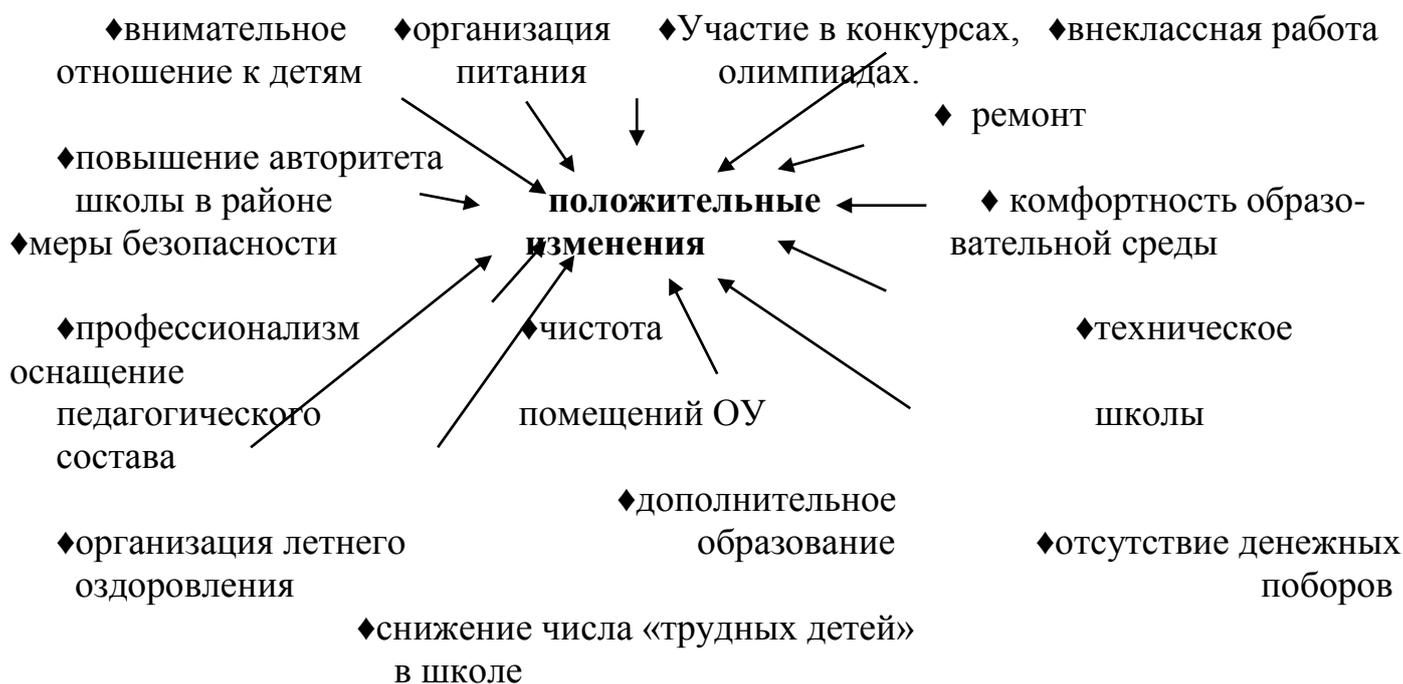 ♦внимательное ♦организация ♦Участие в конкурсах, ♦внеклассная работа
отношение к детям питания олимпиадах.
♦ ремонт
♦повышение авторитета
школы в районе положительные ♦ комфортность образо-
♦меры безопасности изменения вательной среды
♦профессионализм ♦чистота ♦техническое
оснащение
педагогического помещений ОУ школы
состава
♦дополнительное
♦организация летнего образование ♦отсутствие денежных
оздоровления поборов
♦снижение числа «трудных детей»
в школе